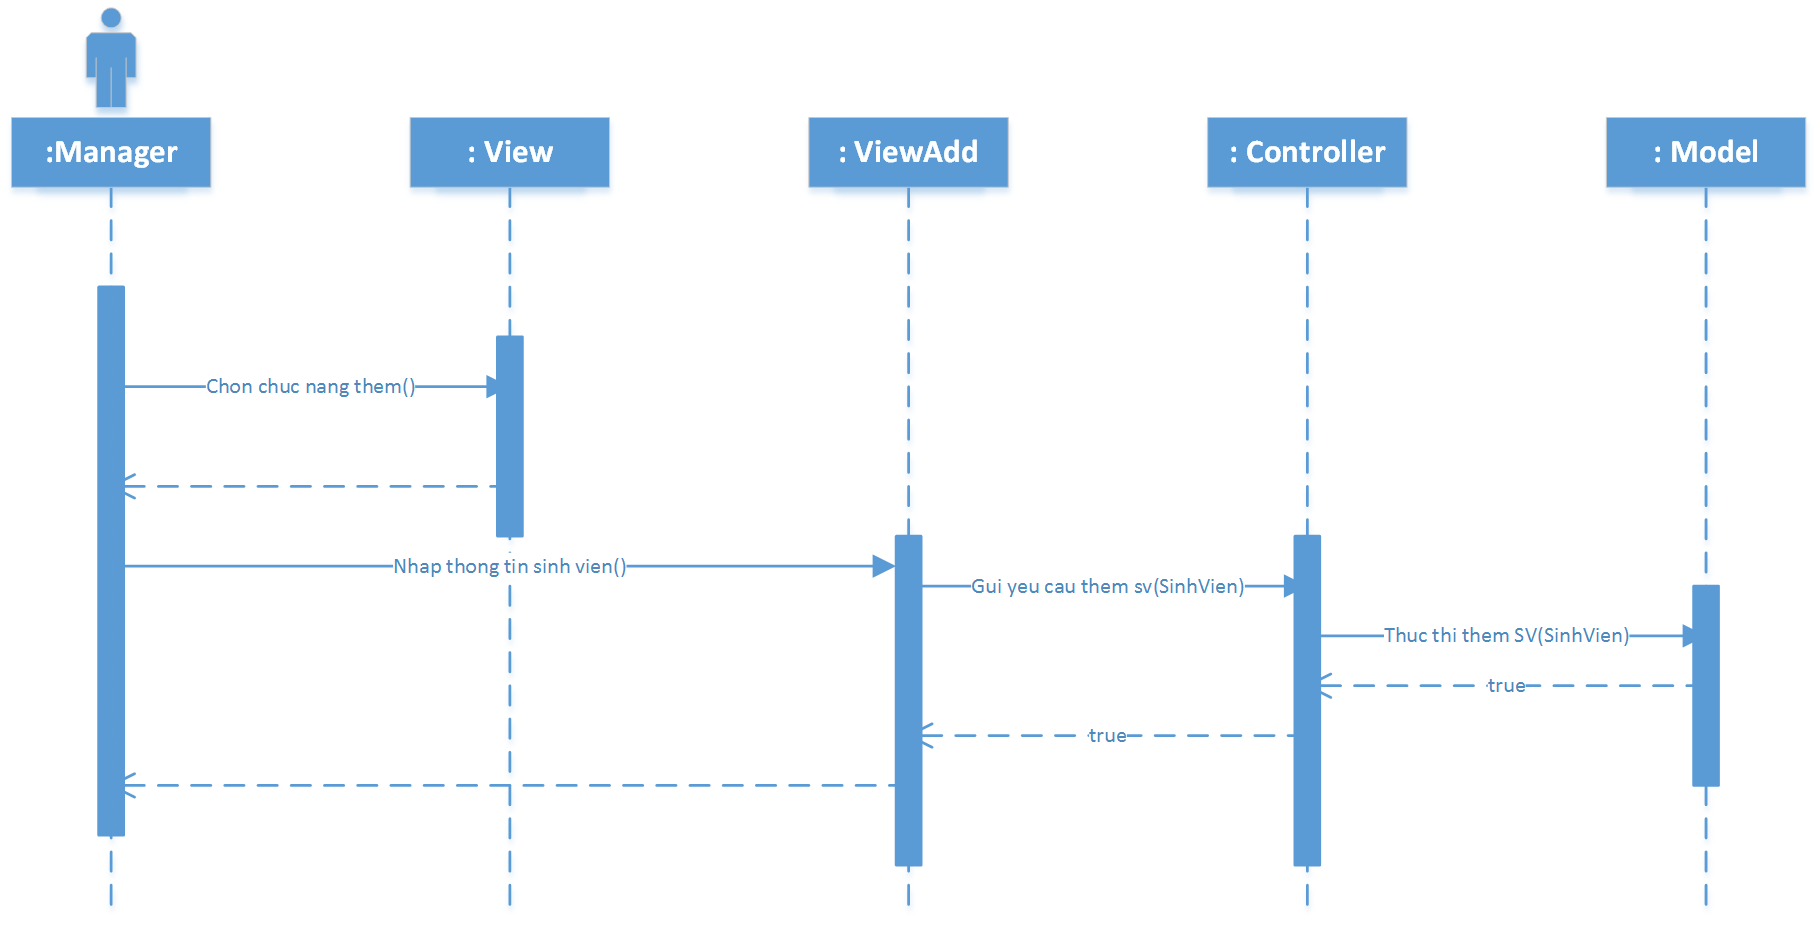 :Manager
: View
: ViewAdd
: Controller
: Model
Chon chuc nang them()
Nhap thong tin sinh vien()
Gui yeu cau them sv(SinhVien)
Thuc thi them SV(SinhVien)
true
true